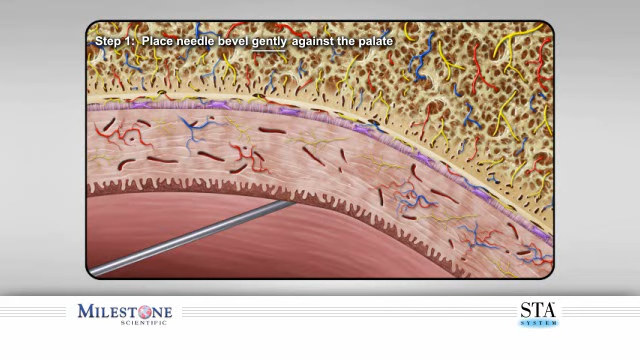 Step 1: Place needle bevel gently against the palate
MILESTONE
SCIENTIFIC
STA
SYSTEM